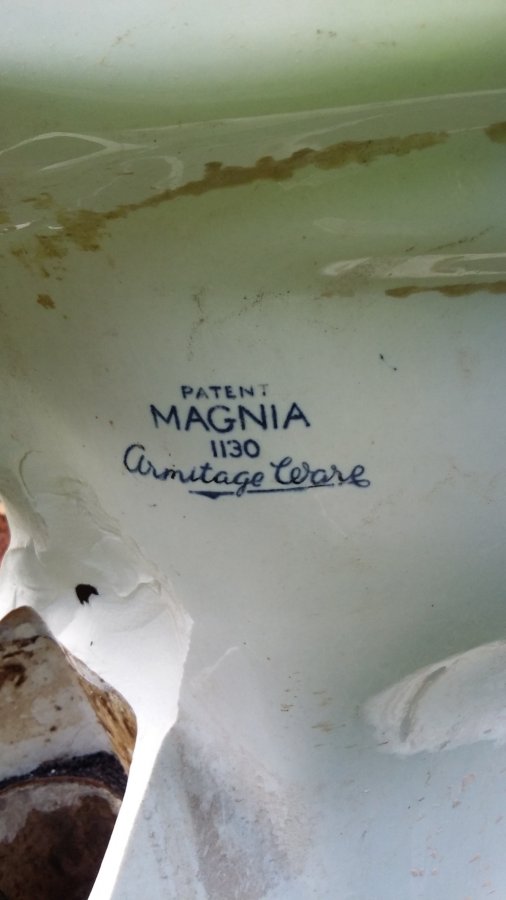 PATENT
MAGNIA
1130
Armitage Ware